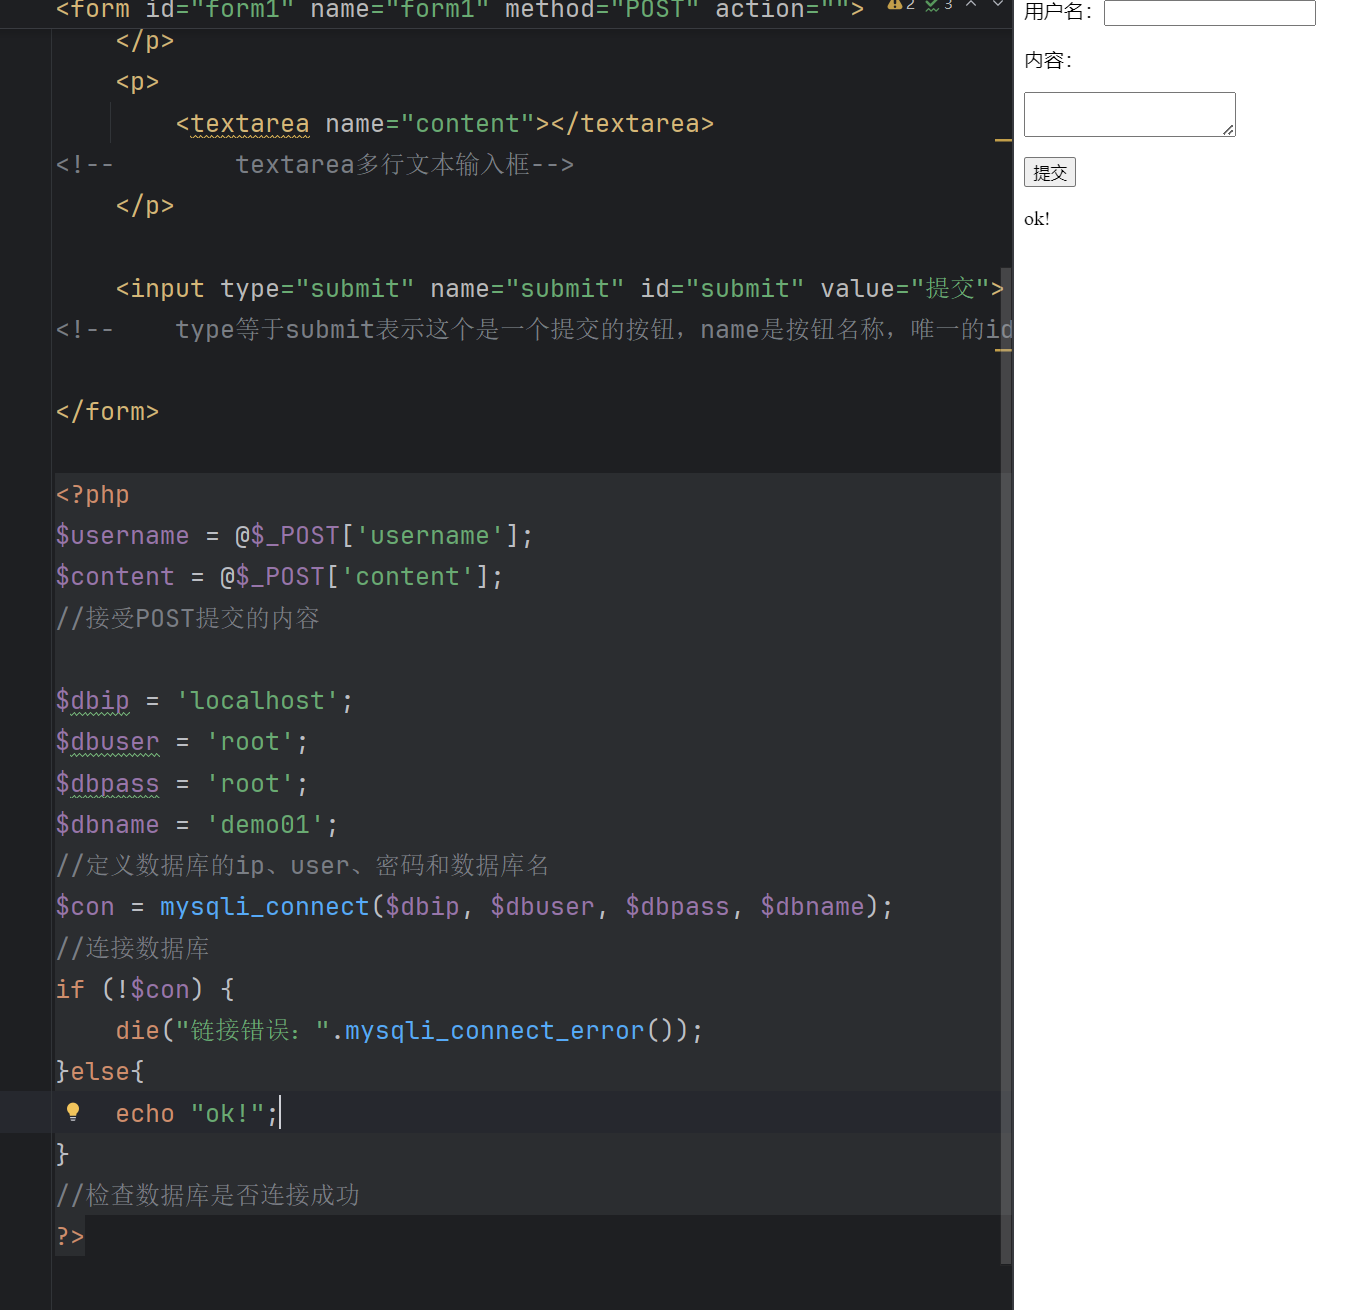 <form id="form1" name="form1" method="POST" action="">
2 3
</p>
<p>
<textarea name="content"></textarea>
<!-- textarea多行文本输入框-->
</p>
<input type="submit" name="submit" id="submit" value="提交">
<!-- type等于submit表示这个是一个提交的按钮，name是按钮名称，唯一的id
</form>
<?php
$username = @$_POST['username'];
$content = @$_POST['content'];
//接受POST提交的内容
$dbip = 'localhost';
$dbuser = 'root';
$dbpass = 'root';
$dbname = 'demo01';
//定义数据库的ip、user、密码和数据库名
$con = mysqli_connect($dbip, $dbuser, $dbpass, $dbname);
//连接数据库
if (!$con) {
die("链接错误：".mysqli_connect_error());
}else{
echo "ok!";
}
//检查数据库是否连接成功
?>
用户名：
内容：
提交
ok!